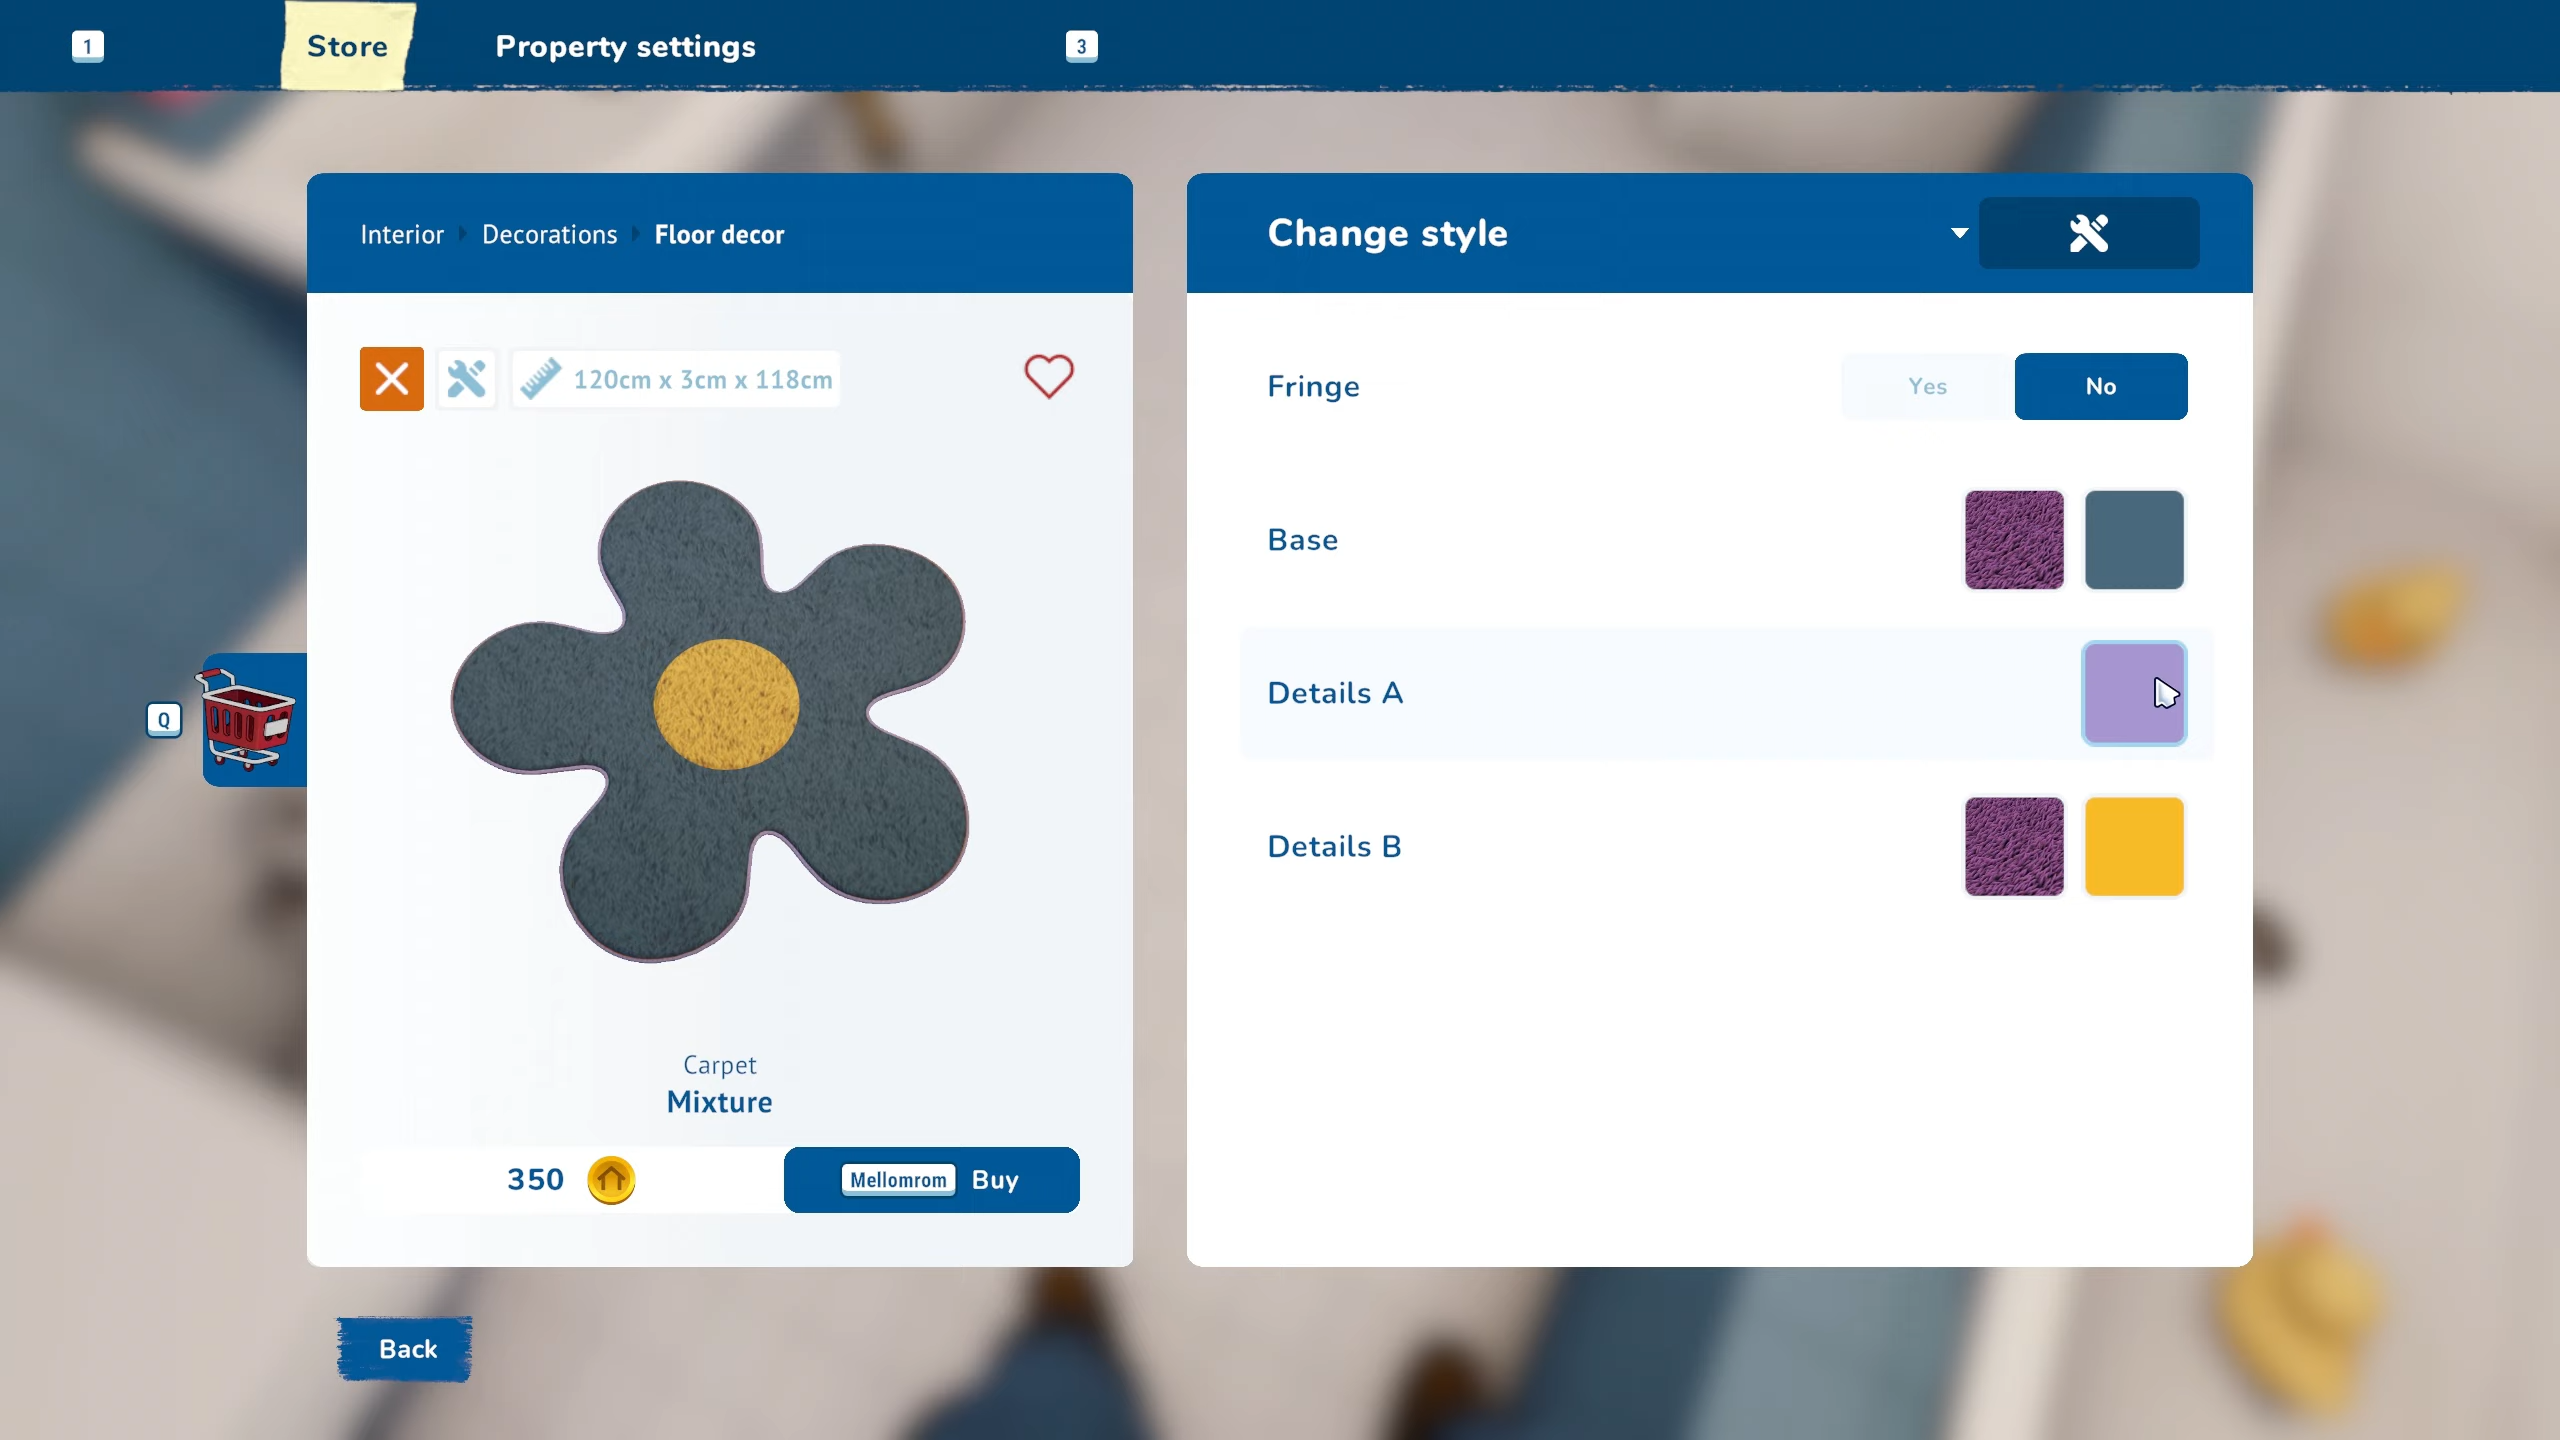 1
Store
Property settings
3
Interior Decorations Floor decor
Change style
120cm x 3cm x 118cm
Fringe
Yes
No
Base
Details A
Q
Details B
Carpet
Mixture
350
Mellomrom Buy
Back